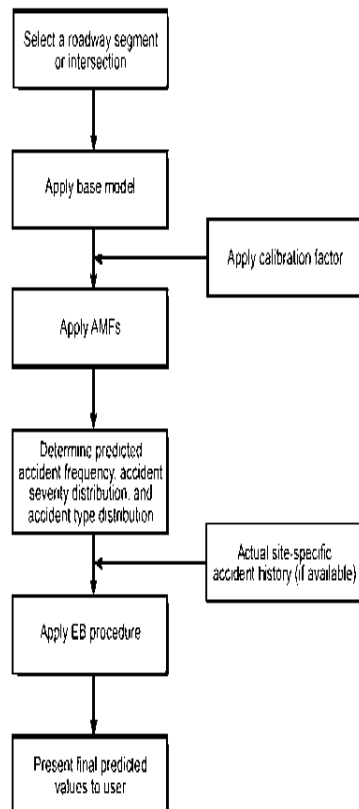 Select a roadway segment
or intersection
Apply base model
Apply calibration factor
Apply AMFs
Determine predicted
accident frequency, accident
severity distribution, and
accident type distribution
Actual site-specific
accident history (if available)
Apply EB procedure
Present final predicted
values to user